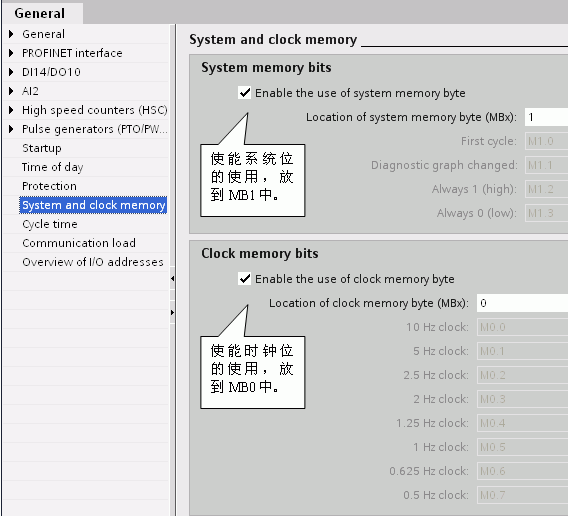 General
General
PROFINET interface
DI14/DO10
AI2
High speed counters (HSC)
Pulse generators (PTO/PW...
Startup
Time of day
Protection
System and clock memory
Cycle time
Communication load
Overview of I/O addresses
System and clock memory
System memory bits
Enable the use of system memory byte
Location of system memory byte (MBx): 1
First cycle: M1.0
Diagnostic graph changed: M1.1
Always 1 (high): M1.2
Always 0 (low): M1.3
使能系统位
的使用，放
到MB1中。
Clock memory bits
Enable the use of clock memory byte
Location of clock memory byte (MBx): 0
10 Hz clock: M0.0
5 Hz clock: M0.1
2.5 Hz clock: M0.2
2 Hz clock: M0.3
1.25 Hz clock: M0.4
1 Hz clock: M0.5
0.625 Hz clock: M0.6
0.5 Hz clock: M0.7
使能时钟位
的使用，放
到MB0中。